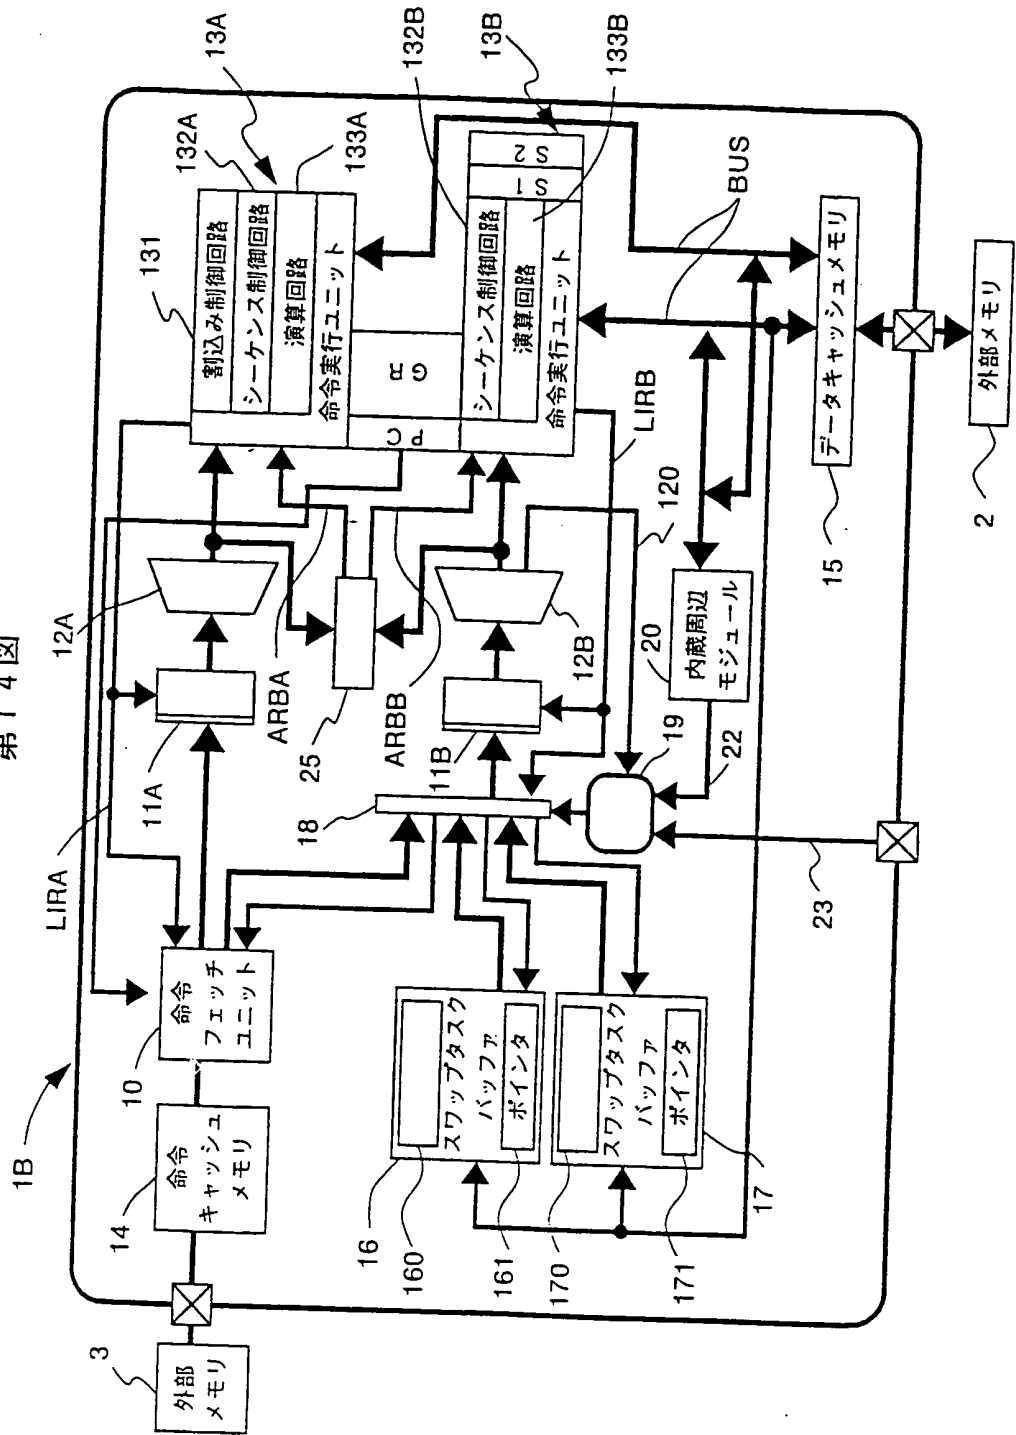 第14図
1B
3
外部
メモリ
14
命令
キャッシュ
メモリ
10
命令
フェッチ
ユニット
LIRA
11A
12A
131
132A
13A
133A
割込み制御回路
シーケンス制御回路
演算回路
命令実行ユニット
PC
GR
ARBA
25
ARBB
132B
13B
133B
シーケンス制御回路
演算回路
命令実行ユニット
S1
S2
11B
12B
18
LIRB
120
BUS
16
160
スワップタスク
バッファ
ポインタ
161
170
スワップタスク
バッファ
ポインタ
171
17
19
22
23
20
内蔵周辺
モジュール
15
データキャッシュメモリ
2
外部メモリ